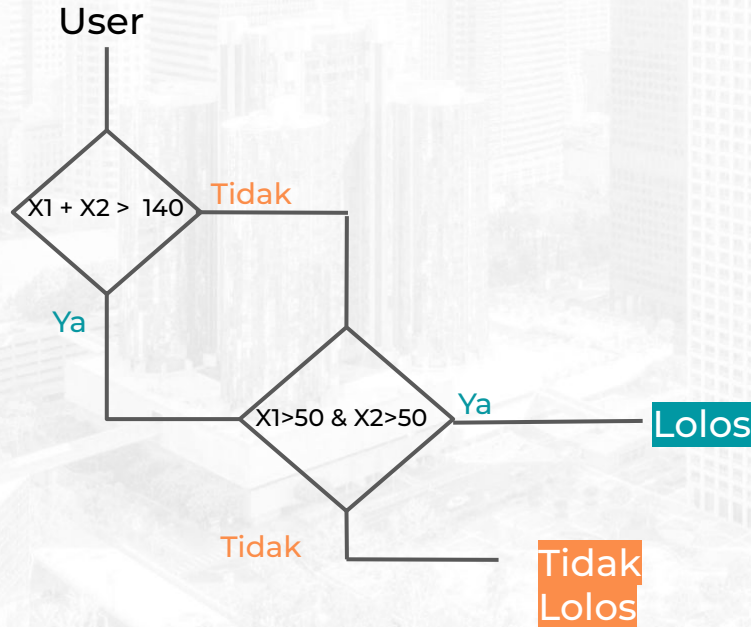 User
X1 + X2 > 140
Tidak
Ya
X1>50 & X2>50
Ya
Lolos
Tidak
Tidak
Lolos